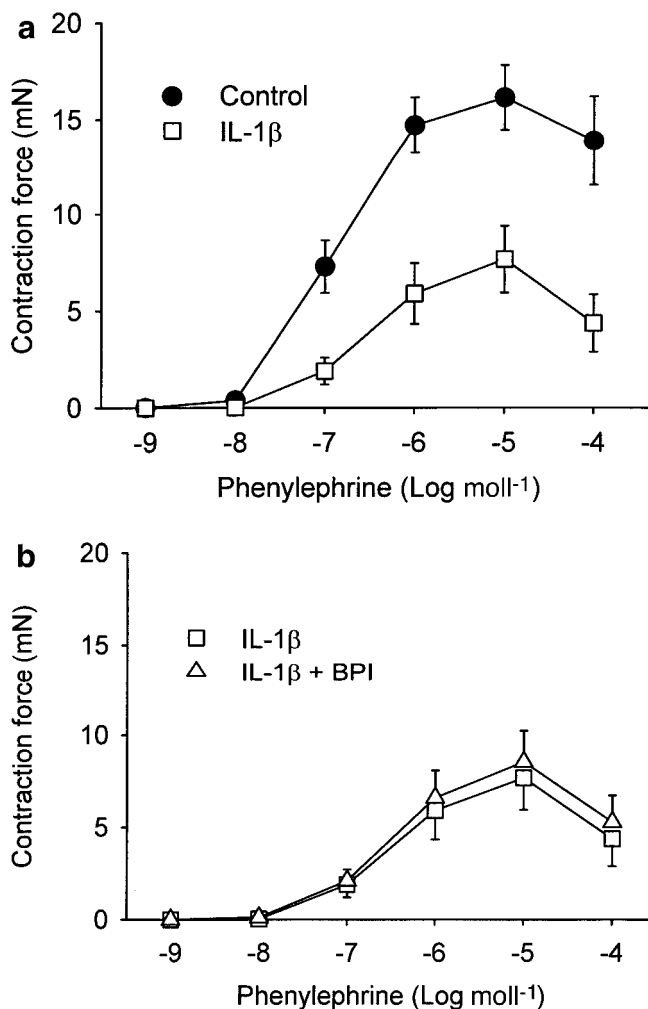 a
20
15
10
5
0
Contraction force (mN)
Control
IL-1β
-9 -8 -7 -6 -5 -4
Phenylephrine (Log moll-1)
b
20
15
10
5
0
Contraction force (mN)
IL-1β
IL-1β + BPI
-9 -8 -7 -6 -5 -4
Phenylephrine (Log moll-1)